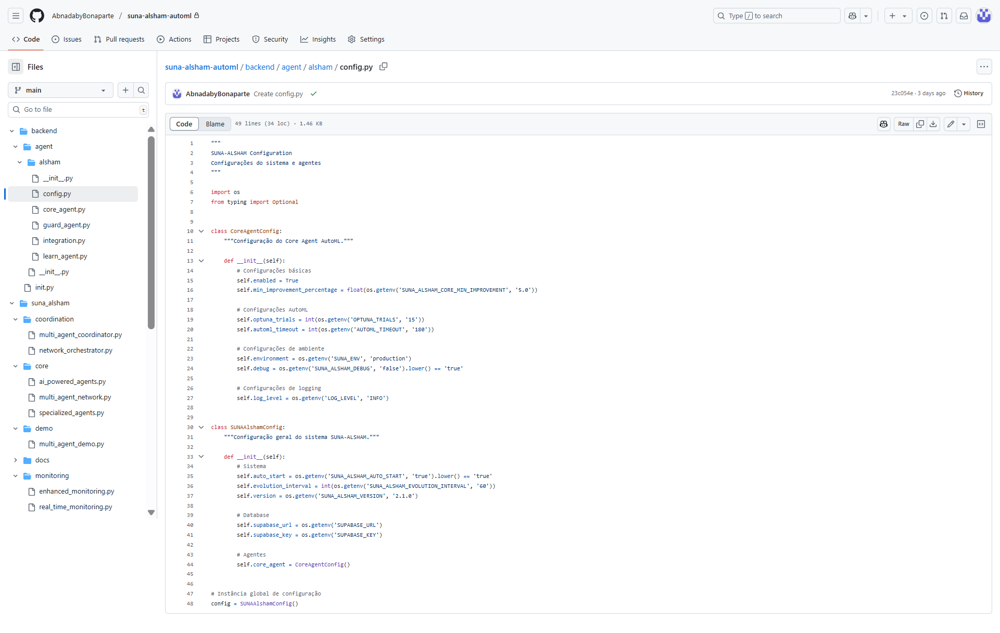 AbnadabyBonaparte / suna-alsham-automl
Type / to search
Code
Issues
Pull requests
Actions
Projects
Security
Insights
Settings
Files
main
Go to file
t
backend
agent
alsham
__init__.py
config.py
core_agent.py
guard_agent.py
integration.py
learn_agent.py
__init__.py
init.py
suna_alsham
coordination
multi_agent_coordinator.py
network_orchestrator.py
core
ai_powered_agents.py
multi_agent_network.py
specialized_agents.py
demo
multi_agent_demo.py
docs
monitoring
enhanced_monitoring.py
real_time_monitoring.py
suna-alsham-automl / backend / agent / alsham / config.py
AbnadabyBonaparte Create config.py
23c054e · 3 days ago
History
Code
Blame
49 lines (34 loc) · 1.46 KB
Raw
1 """
2 SUNA-ALSHAM Configuration
3 Configurações do sistema e agentes
4 """
5
6 import os
7 from typing import Optional
8
9
10 class CoreAgentConfig:
11 """Configuração do Core Agent AutoML."""
12
13 def __init__(self):
14 # Configurações básicas
15 self.enabled = True
16 self.min_improvement_percentage = float(os.getenv('SUNA_ALSHAM_CORE_MIN_IMPROVEMENT', '5.0'))
17
18 # Configurações AutoML
19 self.optuna_trials = int(os.getenv('OPTUNA_TRIALS', '15'))
20 self.automl_timeout = int(os.getenv('AUTOML_TIMEOUT', '180'))
21
22 # Configurações de ambiente
23 self.environment = os.getenv('SUNA_ENV', 'production')
24 self.debug = os.getenv('SUNA_ALSHAM_DEBUG', 'false').lower() == 'true'
25
26 # Configurações de logging
27 self.log_level = os.getenv('LOG_LEVEL', 'INFO')
28
29
30 class SUNAAlshamConfig:
31 """Configuração geral do sistema SUNA-ALSHAM."""
32
33 def __init__(self):
34 # Sistema
35 self.auto_start = os.getenv('SUNA_ALSHAM_AUTO_START', 'true').lower() == 'true'
36 self.evolution_interval = int(os.getenv('SUNA_ALSHAM_EVOLUTION_INTERVAL', '60'))
37 self.version = os.getenv('SUNA_ALSHAM_VERSION', '2.1.0')
38
39 # Database
40 self.supabase_url = os.getenv('SUPABASE_URL')
41 self.supabase_key = os.getenv('SUPABASE_KEY')
42
43 # Agentes
44 self.core_agent = CoreAgentConfig()
45
46
47 # Instância global de configuração
48 config = SUNAAlshamConfig()